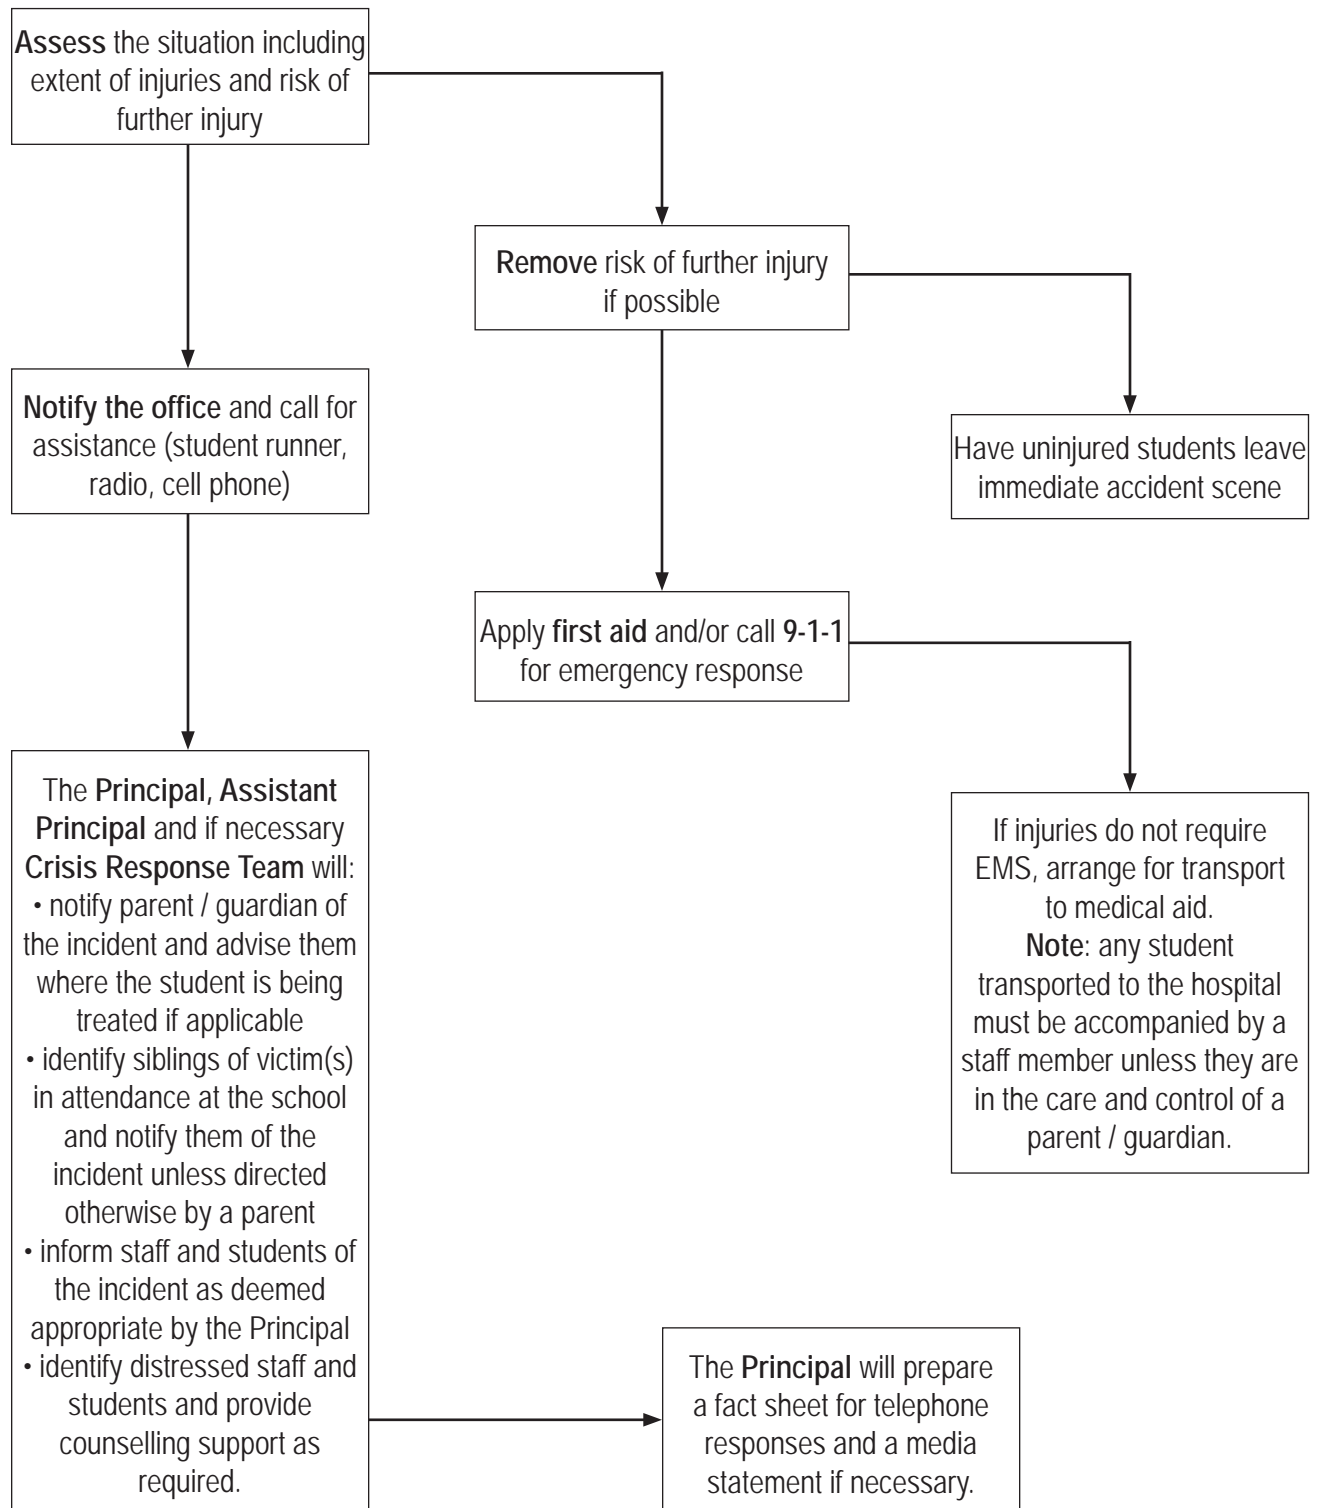 Assess the situation including
extent of injuries and risk of
further injury
Remove risk of further injury
if possible
Notify the office and call for
assistance (student runner,
radio, cell phone)
Have uninjured students leave
immediate accident scene
Apply first aid and/or call 9-1-1
for emergency response
The Principal, Assistant
Principal and if necessary
Crisis Response Team will:
• notify parent / guardian of
the incident and advise them
where the student is being
treated if applicable
• identify siblings of victim(s)
in attendance at the school
and notify them of the
incident unless directed
otherwise by a parent
• inform staff and students of
the incident as deemed
appropriate by the Principal
• identify distressed staff and
students and provide
counselling support as
required.
If injuries do not require
EMS, arrange for transport
to medical aid.
Note: any student
transported to the hospital
must be accompanied by a
staff member unless they are
in the care and control of a
parent / guardian.
The Principal will prepare
a fact sheet for telephone
responses and a media
statement if necessary.